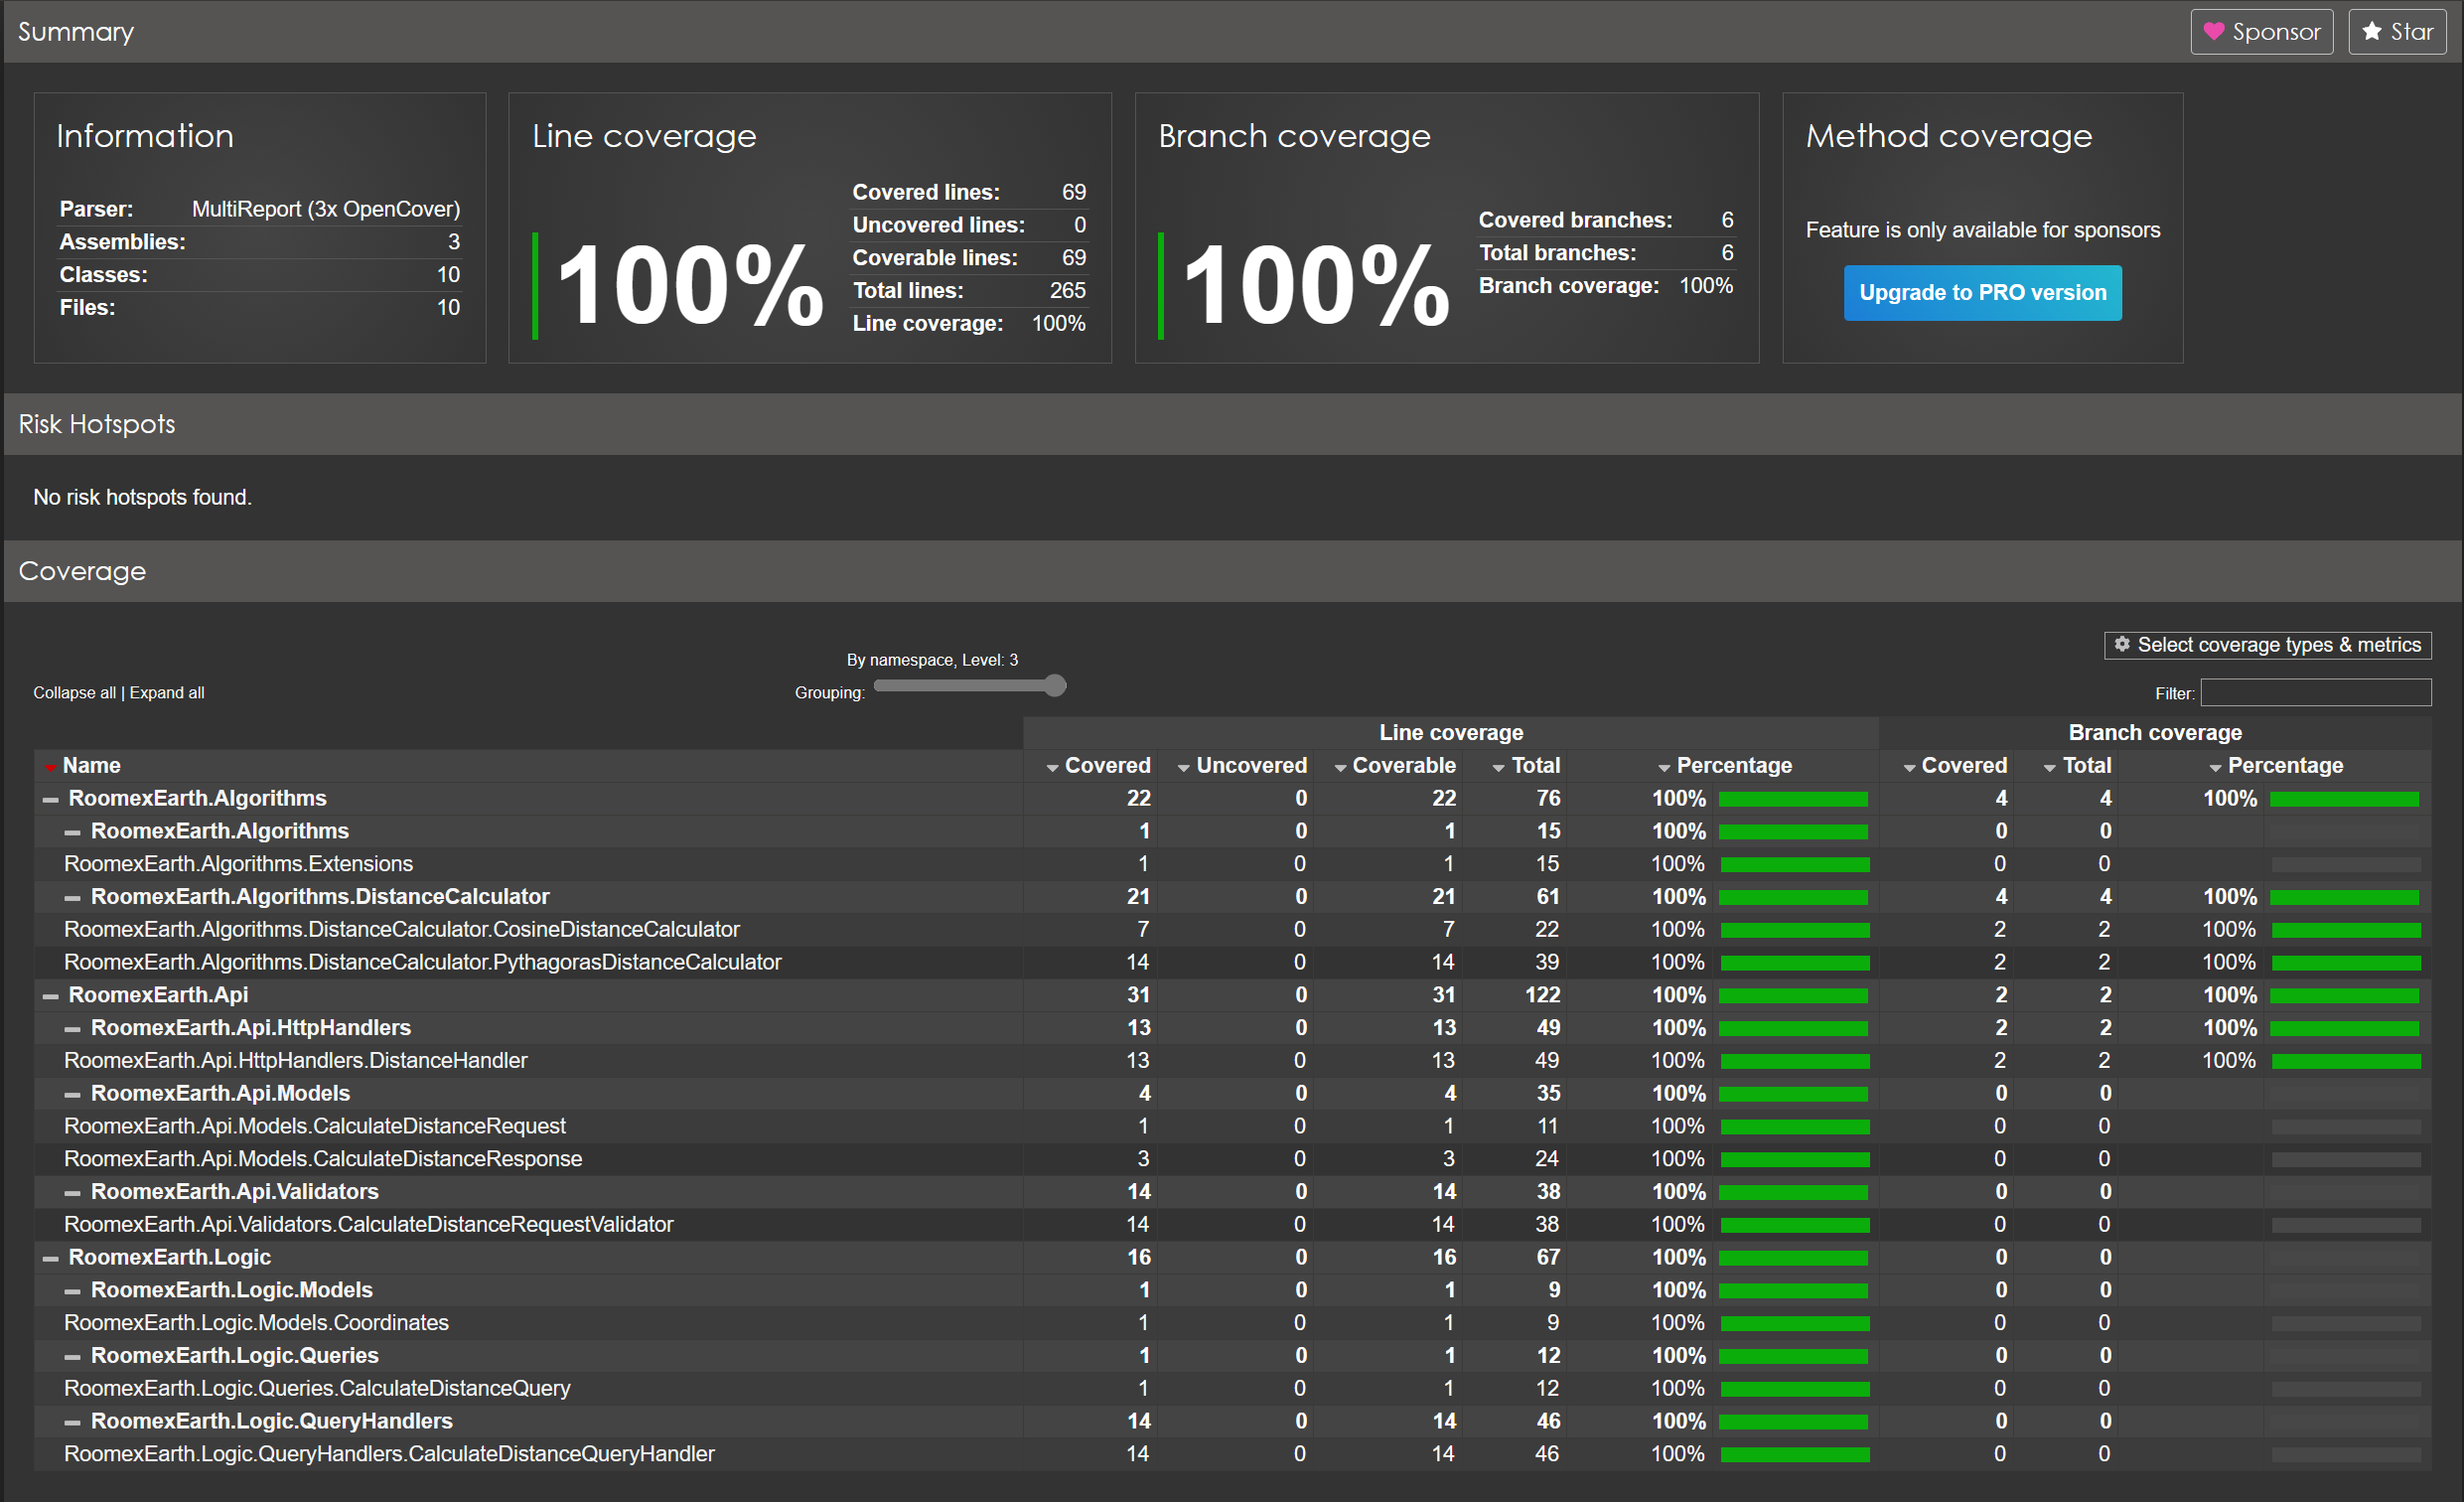 Summary
Sponsor Star
Information
Parser: MultiReport (3x OpenCover)
Assemblies: 3
Classes: 10
Files: 10
Line coverage
100%
Covered lines: 69
Uncovered lines: 0
Coverable lines: 69
Total lines: 265
Line coverage: 100%
Branch coverage
100%
Covered branches: 6
Total branches: 6
Branch coverage: 100%
Method coverage
Feature is only available for sponsors
Upgrade to PRO version
Risk Hotspots
No risk hotspots found.
Coverage
Select coverage types & metrics
By namespace, Level: 3
Collapse all | Expand all
Grouping:
Filter:
Line coverage Branch coverage
Name Covered Uncovered Coverable Total Percentage Covered Total Percentage
RoomexEarth.Algorithms 22 0 22 76 100% 4 4 100%
RoomexEarth.Algorithms 1 0 1 15 100% 0 0
RoomexEarth.Algorithms.Extensions 1 0 1 15 100% 0 0
RoomexEarth.Algorithms.DistanceCalculator 21 0 21 61 100% 4 4 100%
RoomexEarth.Algorithms.DistanceCalculator.CosineDistanceCalculator 7 0 7 22 100% 2 2 100%
RoomexEarth.Algorithms.DistanceCalculator.PythagorasDistanceCalculator 14 0 14 39 100% 2 2 100%
RoomexEarth.Api 31 0 31 122 100% 2 2 100%
RoomexEarth.Api.HttpHandlers 13 0 13 49 100% 2 2 100%
RoomexEarth.Api.HttpHandlers.DistanceHandler 13 0 13 49 100% 2 2 100%
RoomexEarth.Api.Models 4 0 4 35 100% 0 0
RoomexEarth.Api.Models.CalculateDistanceRequest 1 0 1 11 100% 0 0
RoomexEarth.Api.Models.CalculateDistanceResponse 3 0 3 24 100% 0 0
RoomexEarth.Api.Validators 14 0 14 38 100% 0 0
RoomexEarth.Api.Validators.CalculateDistanceRequestValidator 14 0 14 38 100% 0 0
RoomexEarth.Logic 16 0 16 67 100% 0 0
RoomexEarth.Logic.Models 1 0 1 9 100% 0 0
RoomexEarth.Logic.Models.Coordinates 1 0 1 9 100% 0 0
RoomexEarth.Logic.Queries 1 0 1 12 100% 0 0
RoomexEarth.Logic.Queries.CalculateDistanceQuery 1 0 1 12 100% 0 0
RoomexEarth.Logic.QueryHandlers 14 0 14 46 100% 0 0
RoomexEarth.Logic.QueryHandlers.CalculateDistanceQueryHandler 14 0 14 46 100% 0 0